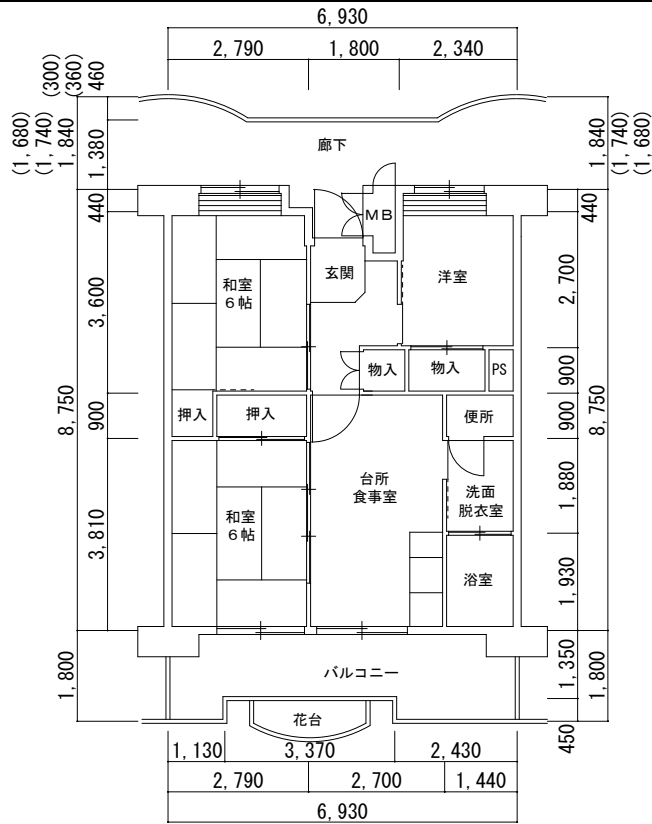 6,930
2,790
1,800
2,340
(300)
(360)
460
(1,680)
(1,740)
1,840
1,380
1,840
(1,740)
(1,680)
廊下
440
440
MB
玄関
和室
6帖
洋室
3,600
2,700
物入
物入
PS
900
8,750
8,750
押入
押入
便所
900
900
台所
食事室
洗面
脱衣室
1,880
和室
6帖
3,810
浴室
1,930
バルコニー
1,800
1,350
1,800
花台
450
1,130
3,370
2,430
2,790
2,700
1,440
6,930